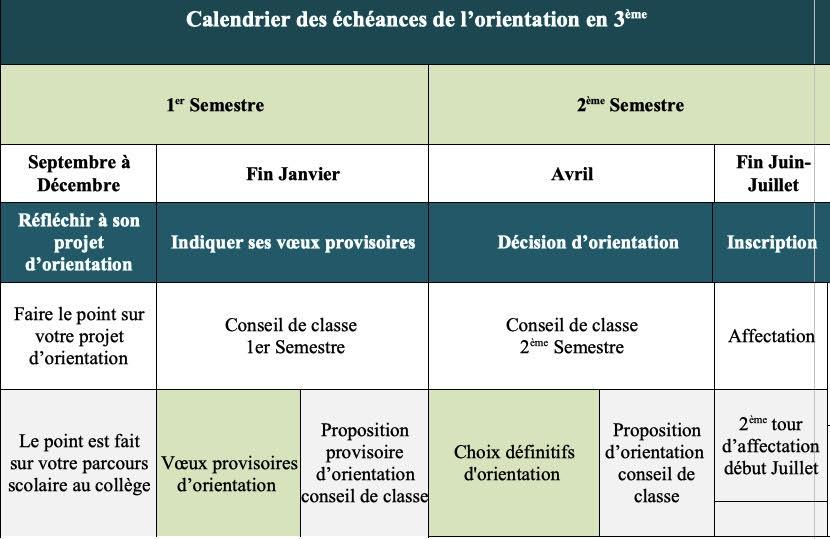 Calendrier des échéances de l'orientation en 3ème
1er Semestre
2ème Semestre
Septembre à
Décembre
Fin Janvier
Avril
Fin Juin-
Juillet
Réfléchir à son
projet
d'orientation
Indiquer ses vœux provisoires
Décision d'orientation
Inscription
Faire le point sur
votre projet
d'orientation
Conseil de classe
1er Semestre
Conseil de classe
2ème Semestre
Affectation
Le point est fait
sur votre parcours
scolaire au collège
Vœux provisoires
d'orientation
Proposition
provisoire
d'orientation
conseil de classe
Choix définitifs
d'orientation
Proposition
d'orientation
conseil de
classe
2ème tour
d'affectation
début Juillet